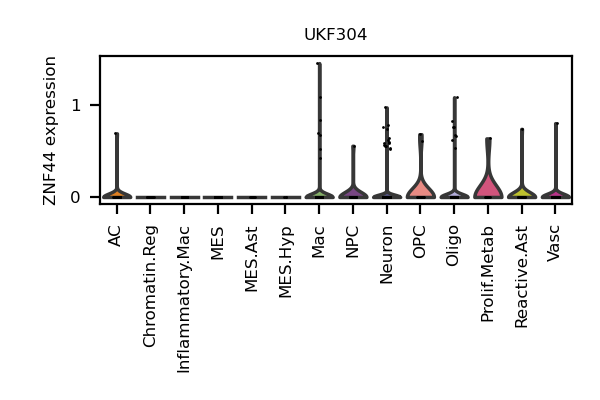 UKF304
ZNF44 expression
1
0
AC
Chromatin.Reg
Inflammatory.Mac
MES
MES.Ast
MES.Hyp
Mac
NPC
Neuron
OPC
Oligo
Prolif.Metab
Reactive.Ast
Vasc